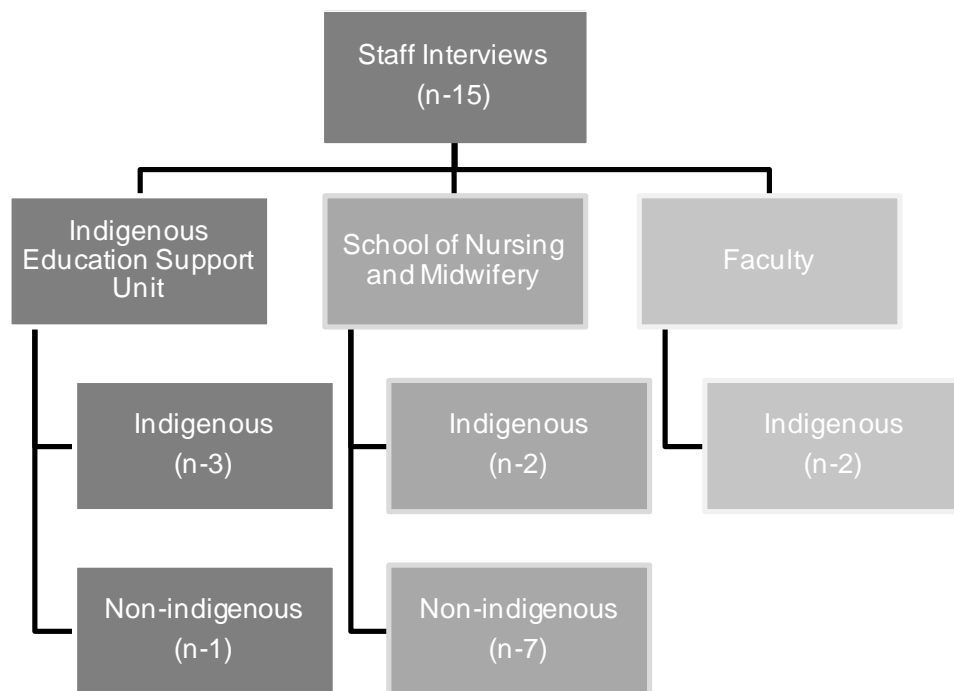 Staff Interviews
(n-15)
Indigenous
Education Support
Unit
School of Nursing
and Midwifery
Faculty
Indigenous
(n-3)
Indigenous
(n-2)
Indigenous
(n-2)
Non-indigenous
(n-1)
Non-indigenous
(n-7)